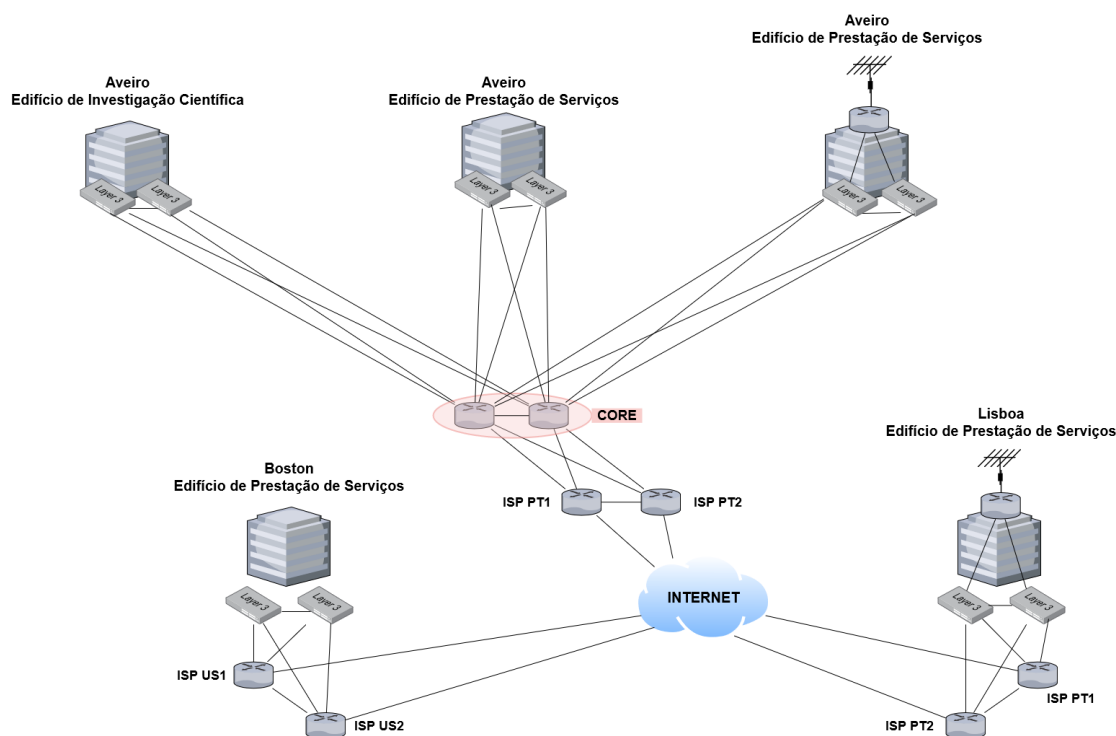 Aveiro
Edifício de Prestação de Serviços
Aveiro
Edifício de Investigação Científica
Aveiro
Edifício de Prestação de Serviços
Layer 3
Layer 3
Layer 3
Layer 3
Layer 3
Layer 3
CORE
Lisboa
Edifício de Prestação de Serviços
Boston
Edifício de Prestação de Serviços
ISP PT1
ISP PT2
INTERNET
Layer 3
Layer 3
Layer 3
Layer 3
ISP US1
ISP PT1
ISP US2
ISP PT2